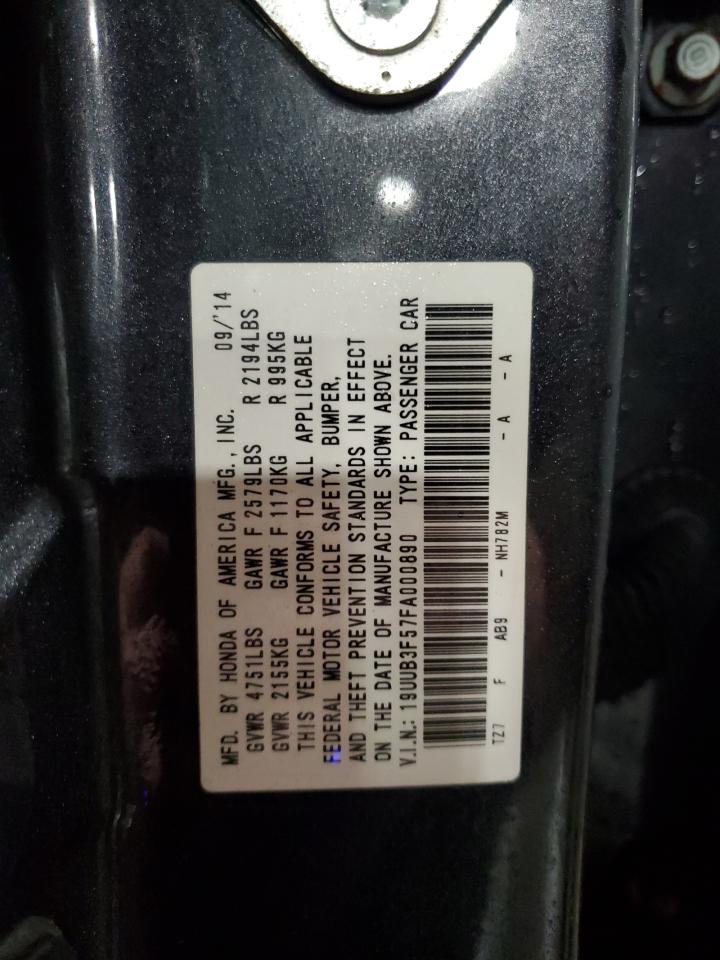 MFD. BY HONDA OF AMERICA MFG., INC. 09/'14
GVWR 4751LBS GAWR F 2579LBS R 2194LBS
GVWR 2155KG GAWR F 1170KG R 995KG
THIS VEHICLE CONFORMS TO ALL APPLICABLE
FEDERAL MOTOR VEHICLE SAFETY, BUMPER,
AND THEFT PREVENTION STANDARDS IN EFFECT
ON THE DATE OF MANUFACTURE SHOWN ABOVE.
V.I.N.: 19UUB3F57FA000890 TYPE: PASSENGER CAR
TZ7 F AB9 - NH782M - A - A